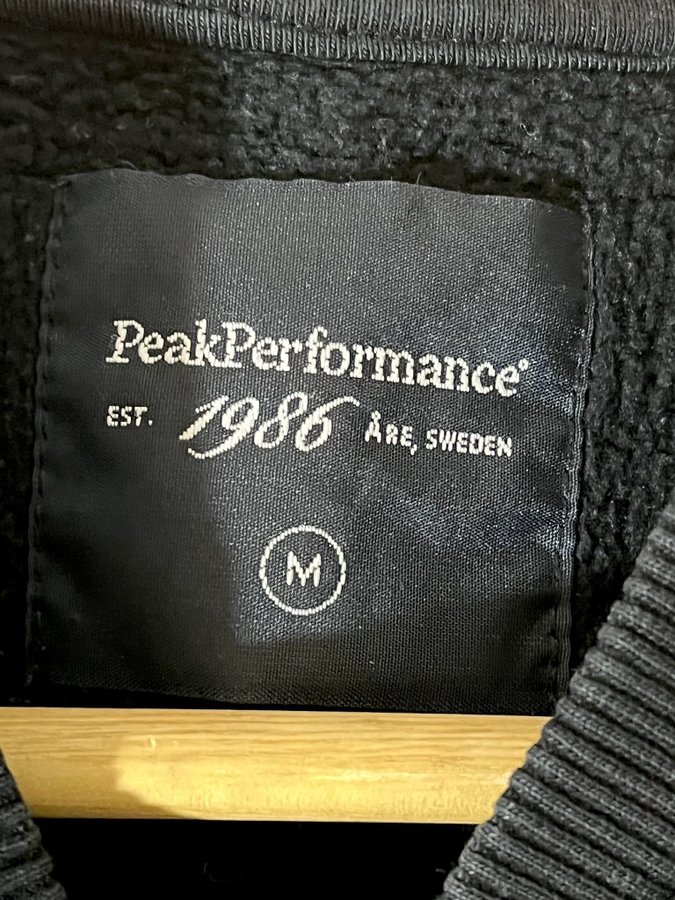 PeakPerformance®
EST. 1986 ÅRE, SWEDEN
M